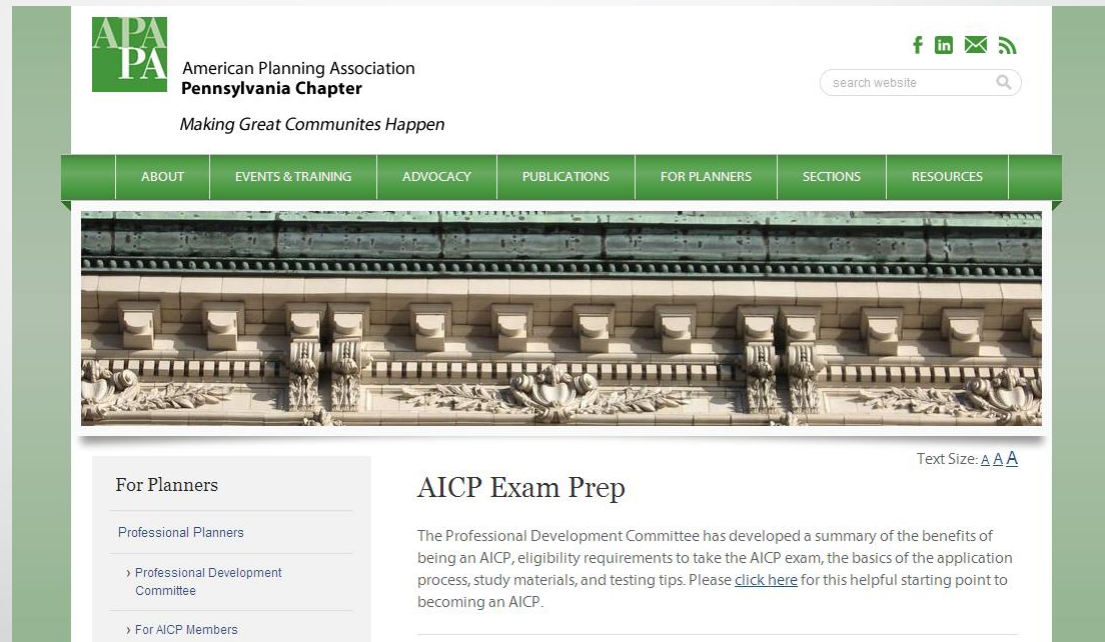 APA
PA
American Planning Association
Pennsylvania Chapter
Making Great Communites Happen
f in
search website
ABOUT EVENTS & TRAINING ADVOCACY PUBLICATIONS FOR PLANNERS SECTIONS RESOURCES
Text Size: A A A
For Planners
Professional Planners
› Professional Development
Committee
› For AICP Members
AICP Exam Prep
The Professional Development Committee has developed a summary of the benefits of
being an AICP, eligibility requirements to take the AICP exam, the basics of the application
process, study materials, and testing tips. Please click here for this helpful starting point to
becoming an AICP.